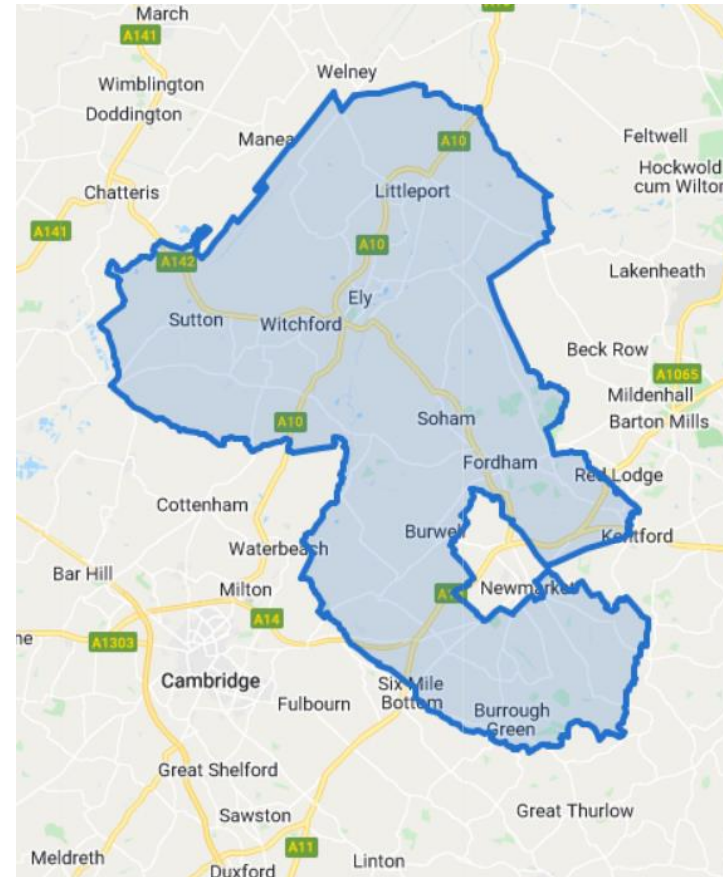 March
A141
Welney
Wimblington
Doddington
Manea
A10
Feltwell
Hockwold
cum Wilton
Chatteris
Littleport
A141
A10
A142
Lakenheath
Ely
Sutton
Witchford
Beck Row
A1065
Mildenhall
A10
Soham
Barton Mills
Fordham
Red Lodge
Cottenham
Burwell
Kentford
Waterbeach
Bar Hill
Milton
Newmarket
A14
A1303
Cambridge
Six Mile
Bottom
Fulbourn
Burrough
Green
Great Shelford
Great Thurlow
Sawston
A11
Meldreth
Linton
Duxford